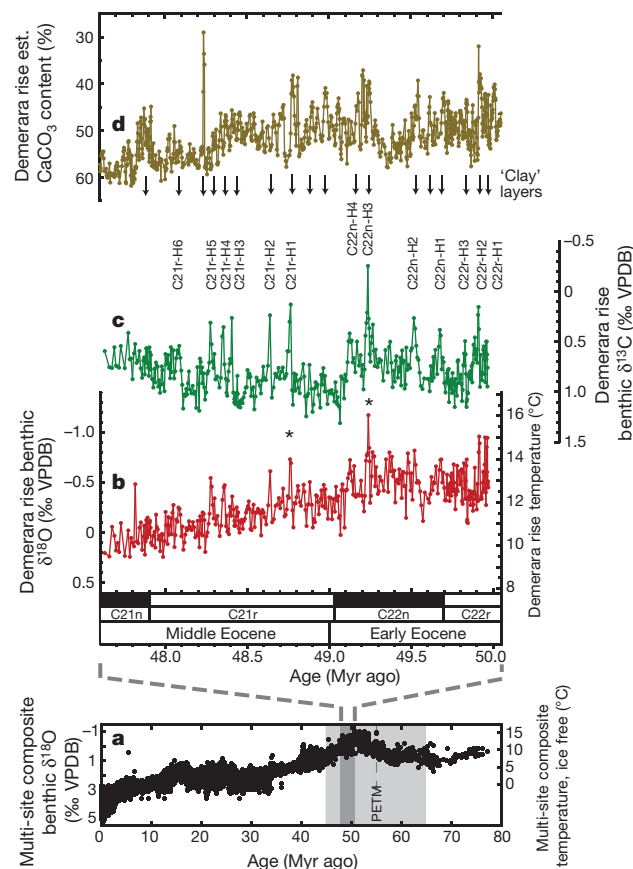 Demerara rise est.
CaCO3 content (%)
30
40
50
60
d
'Clay'
layers
C21r-H6
C21r-H5
C21r-H4
C21r-H3
C21r-H2
C21r-H1
C22n-H4
C22n-H3
C22n-H2
C22n-H1
C22r-H3
C22r-H2
C22r-H1
−0.5
0
0.5
1.0
1.5
Demerara rise
benthic δ13C (‰ VPDB)
c
*
*
Demerara rise benthic
δ18O (‰ VPDB)
−1.0
−0.5
0
0.5
b
16
14
12
10
8
Demerara rise temperature (°C)
C21n
C21r
C22n
C22r
Middle Eocene
Early Eocene
48.0
48.5
49.0
49.5
50.0
Age (Myr ago)
Multi-site composite
benthic δ18O
(‰ VPDB)
−1
1
3
5
a
PETM
15
10
5
0
Multi-site composite
temperature, ice free (°C)
0
10
20
30
40
50
60
70
80
Age (Myr ago)